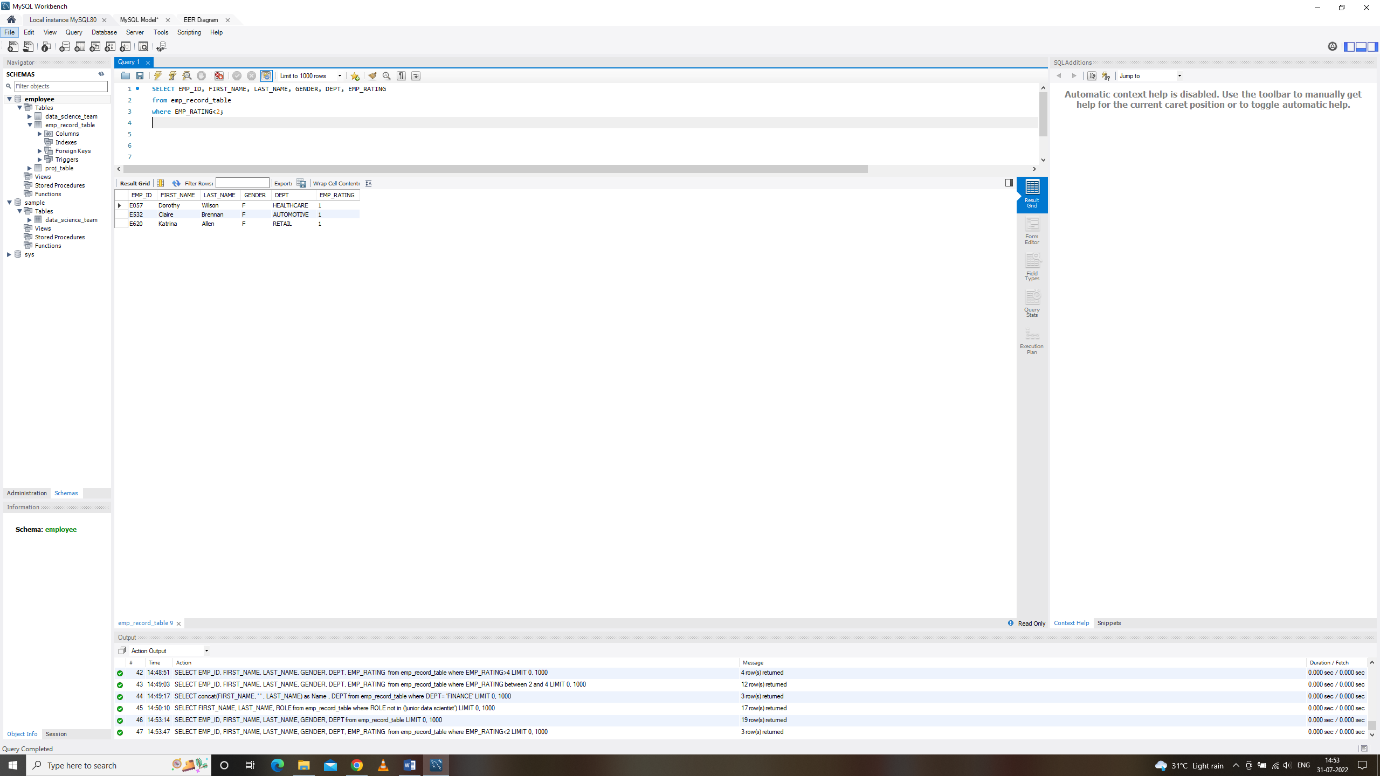 MySQL Workbench
Local instance MySQL80 MySQL Model* EER Diagram
File Edit View Query Database Server Tools Scripting Help
Navigator
SCHEMAS
Filter objects
employee
Tables
data_science_team
emp_record_table
Columns
Indexes
Foreign Keys
Triggers
proj_table
Views
Stored Procedures
Functions
sample
Tables
data_science_team
Views
Stored Procedures
Functions
sys
Administration Schemas
Information
Schema: employee
Object Info Session
Query 1
Limit to 1000 rows
1 SELECT EMP_ID, FIRST_NAME, LAST_NAME, GENDER, DEPT, EMP_RATING
2 from emp_record_table
3 where EMP_RATING<2;
4
5
6
7
Result Grid Filter Rows: Export: Wrap Cell Content:
EMP_ID FIRST_NAME LAST_NAME GENDER DEPT EMP_RATING
E057 Dorothy Wilson F HEALTHCARE 1
E532 Claire Brennan F AUTOMOTIVE 1
E620 Katrina Allen F RETAIL 1
Result Grid
Form Editor
Field Types
Query Stats
Execution Plan
emp_record_table 9
Read Only
SQLAdditions
Jump to
Automatic context help is disabled. Use the toolbar to manually get
help for the current caret position or to toggle automatic help.
Context Help Snippets
Output
Action Output
# Time Action Message Duration / Fetch
42 14:48:51 SELECT EMP_ID, FIRST_NAME, LAST_NAME, GENDER, DEPT, EMP_RATING from emp_record_table where EMP_RATING>4 LIMIT 0, 1000 4 row(s) returned 0.000 sec / 0.000 sec
43 14:49:03 SELECT EMP_ID, FIRST_NAME, LAST_NAME, GENDER, DEPT, EMP_RATING from emp_record_table where EMP_RATING between 2 and 4 LIMIT 0, 1000 12 row(s) returned 0.000 sec / 0.000 sec
44 14:49:17 SELECT concat(FIRST_NAME, " " , LAST_NAME) as Name , DEPT from emp_record_table where DEPT= 'FINANCE' LIMIT 0, 1000 3 row(s) returned 0.000 sec / 0.000 sec
45 14:50:10 SELECT FIRST_NAME, LAST_NAME, ROLE from emp_record_table where ROLE not in ('junior data scientist') LIMIT 0, 1000 17 row(s) returned 0.000 sec / 0.000 sec
46 14:53:14 SELECT EMP_ID, FIRST_NAME, LAST_NAME, GENDER, DEPT from emp_record_table LIMIT 0, 1000 19 row(s) returned 0.000 sec / 0.000 sec
47 14:53:47 SELECT EMP_ID, FIRST_NAME, LAST_NAME, GENDER, DEPT, EMP_RATING from emp_record_table where EMP_RATING<2 LIMIT 0, 1000 3 row(s) returned 0.000 sec / 0.000 sec
Query Completed
Type here to search
31°C Light rain ENG 14:53
31-07-2022